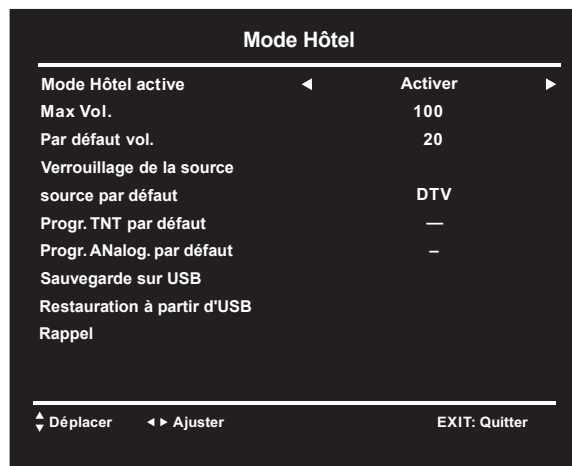 Mode Hôtel
Mode Hôtel active ◀ Activer ▶
Max Vol. 100
Par défaut vol. 20
Verrouillage de la source
source par défaut DTV
Progr. TNT par défaut —
Progr. ANalog. par défaut –
Sauvegarde sur USB
Restauration à partir d'USB
Rappel
Déplacer ◀▶ Ajuster EXIT: Quitter